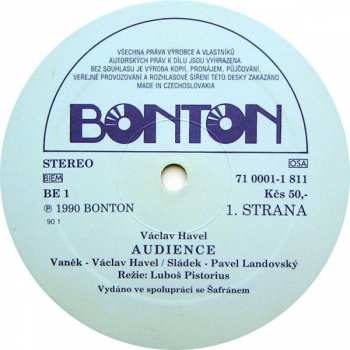 VŠECHNA PRÁVA VÝROBCE A VLASTNÍKŮ
AUTORSKÝCH PRÁV K DÍLU JSOU VYHRAZENA
BEZ SOUHLASU JE VÝROBA KOPIÍ, PRONÁJEM, PŮJČOVÁNÍ,
VEŘEJNÉ PROVOZOVÁNÍ A ROZHLASOVÉ ŠÍŘENÍ TÉTO DESKY ZAKÁZÁNO
MADE IN CZECHOSLOVAKIA
BONTON
STEREO OSA
BIEM 71 0001-1 811
BE 1 Kčs 50,-
℗ 1990 BONTON 1. STRANA
90 1
Václav Havel
AUDIENCE
Vaněk - Václav Havel / Sládek - Pavel Landovský
Režie: Luboš Pistorius
Vydáno ve spolupráci se Šafránem